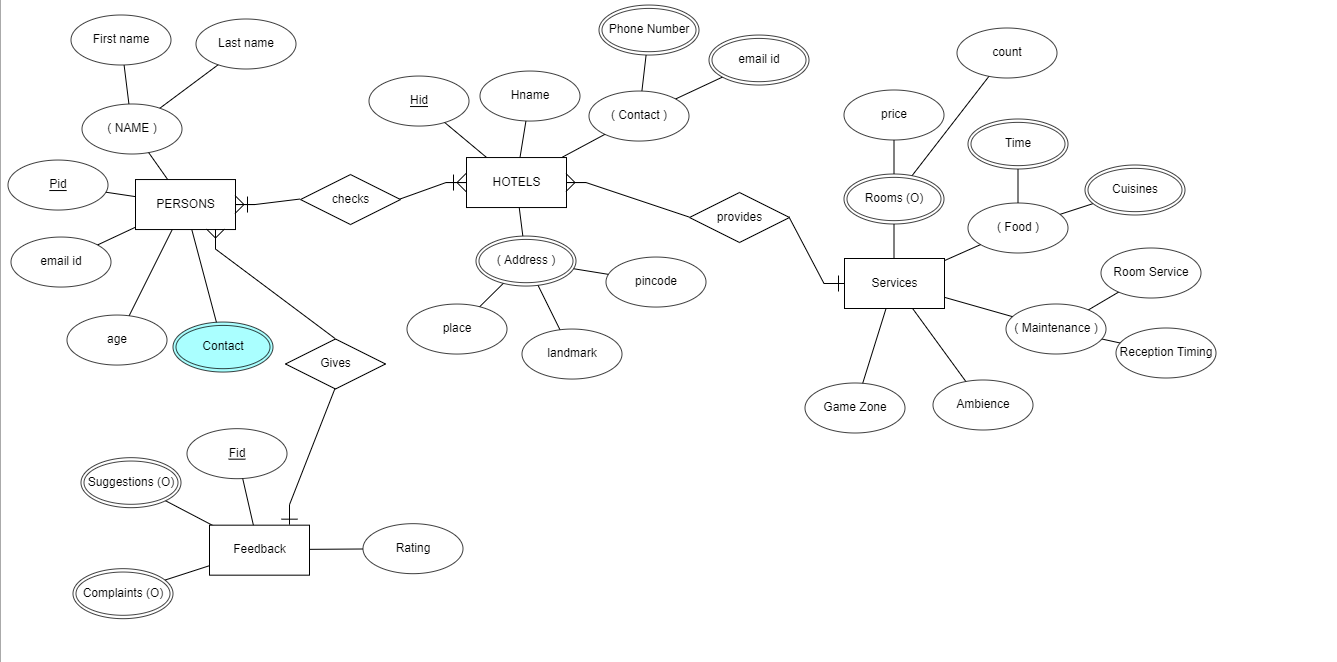 First name
Last name
( NAME )
Pid
PERSONS
email id
age
Contact
checks
Hid
Hname
Phone Number
email id
( Contact )
HOTELS
( Address )
place
landmark
pincode
provides
count
price
Rooms (O)
Time
Cuisines
( Food )
Services
Room Service
( Maintenance )
Reception Timing
Game Zone
Ambience
Gives
Fid
Suggestions (O)
Feedback
Rating
Complaints (O)